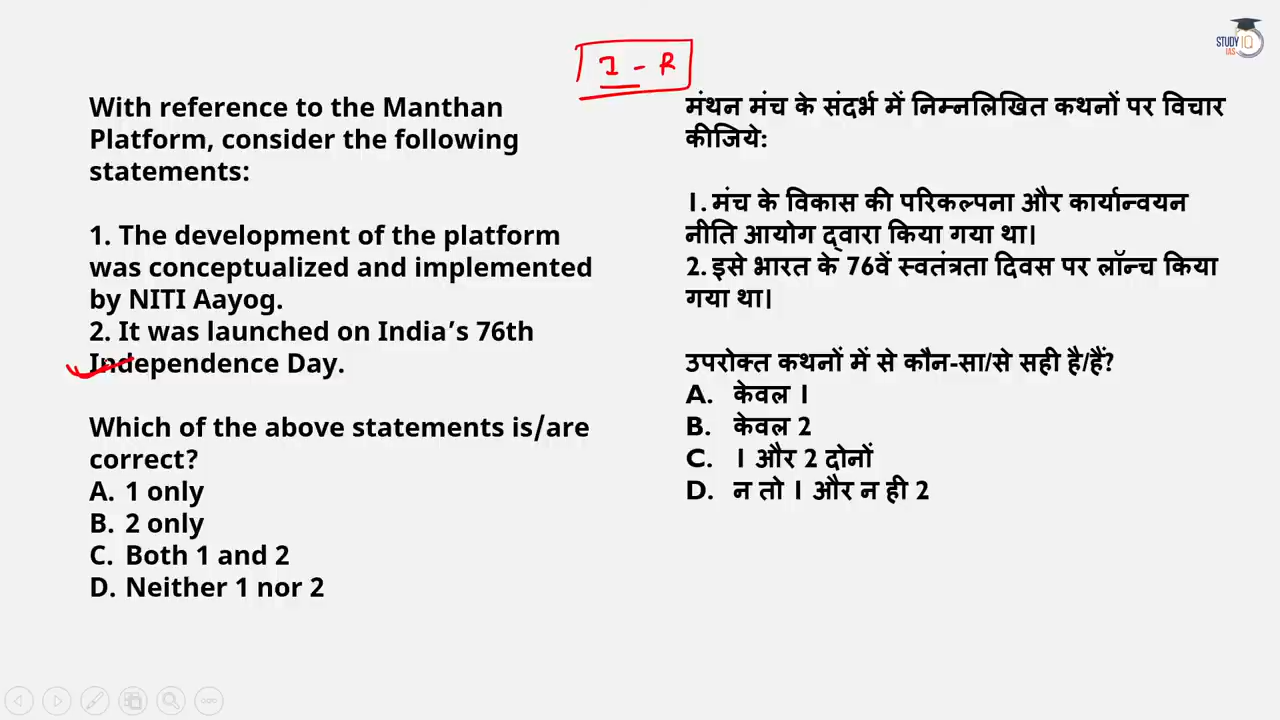 STUDY IQ
IAS
I - R
With reference to the Manthan
Platform, consider the following
statements:
1. The development of the platform
was conceptualized and implemented
by NITI Aayog.
2. It was launched on India’s 76th
Independence Day.
Which of the above statements is/are
correct?
A. 1 only
B. 2 only
C. Both 1 and 2
D. Neither 1 nor 2
मंथन मंच के संदर्भ में निम्नलिखित कथनों पर विचार
कीजिये:
1. मंच के विकास की परिकल्पना और कार्यान्वयन
नीति आयोग द्वारा किया गया था।
2. इसे भारत के 76वें स्वतंत्रता दिवस पर लॉन्च किया
गया था।
उपरोक्त कथनों में से कौन-सा/से सही है/हैं?
A. केवल 1
B. केवल 2
C. 1 और 2 दोनों
D. न तो 1 और न ही 2